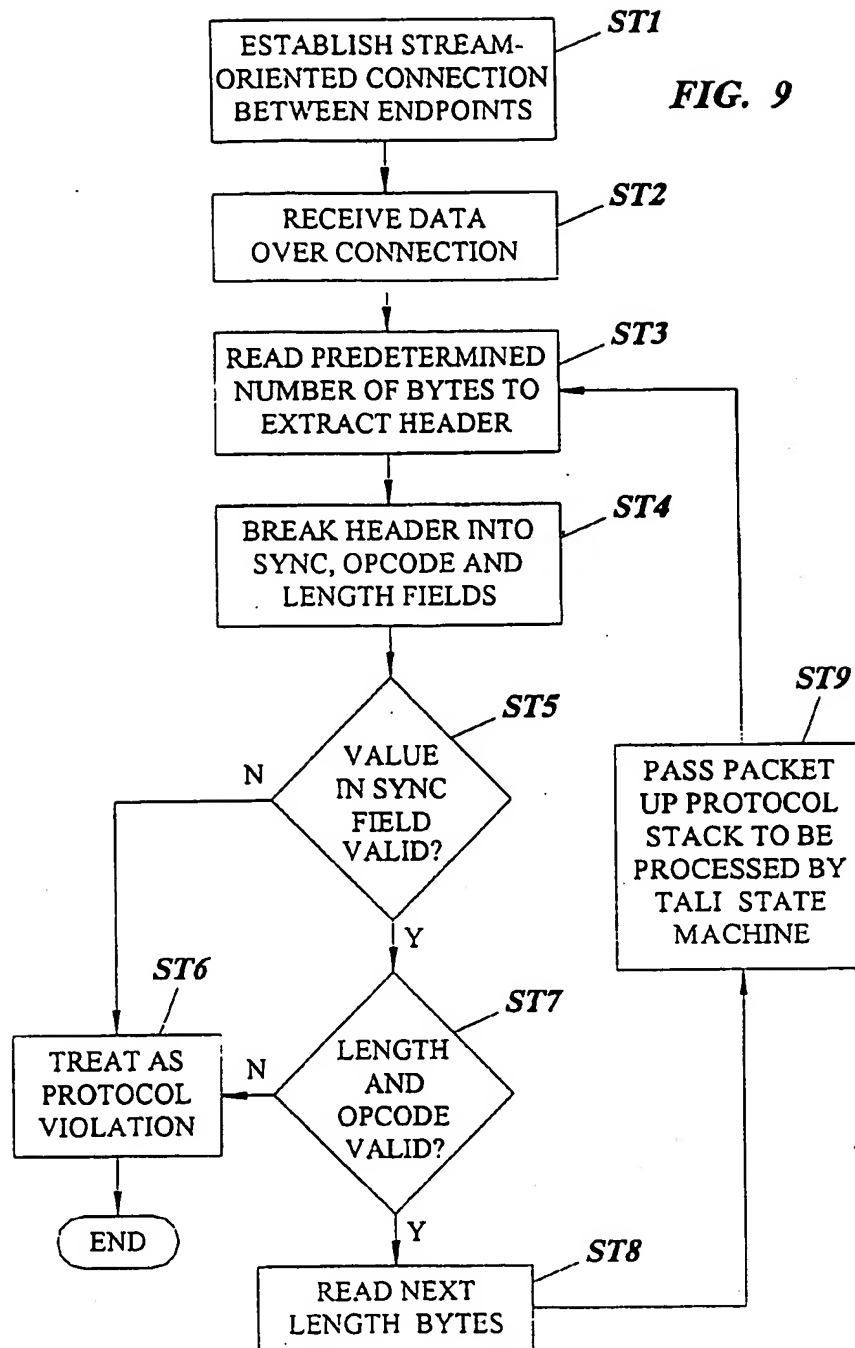 ST1
ESTABLISH STREAM-
ORIENTED CONNECTION
BETWEEN ENDPOINTS
FIG. 9
ST2
RECEIVE DATA
OVER CONNECTION
ST3
READ PREDETERMINED
NUMBER OF BYTES TO
EXTRACT HEADER
ST4
BREAK HEADER INTO
SYNC, OPCODE AND
LENGTH FIELDS
ST5
VALUE
IN SYNC
FIELD
VALID?
N
Y
ST9
PASS PACKET
UP PROTOCOL
STACK TO BE
PROCESSED BY
TALI STATE
MACHINE
ST6
TREAT AS
PROTOCOL
VIOLATION
END
ST7
LENGTH
AND
OPCODE
VALID?
N
Y
ST8
READ NEXT
LENGTH BYTES